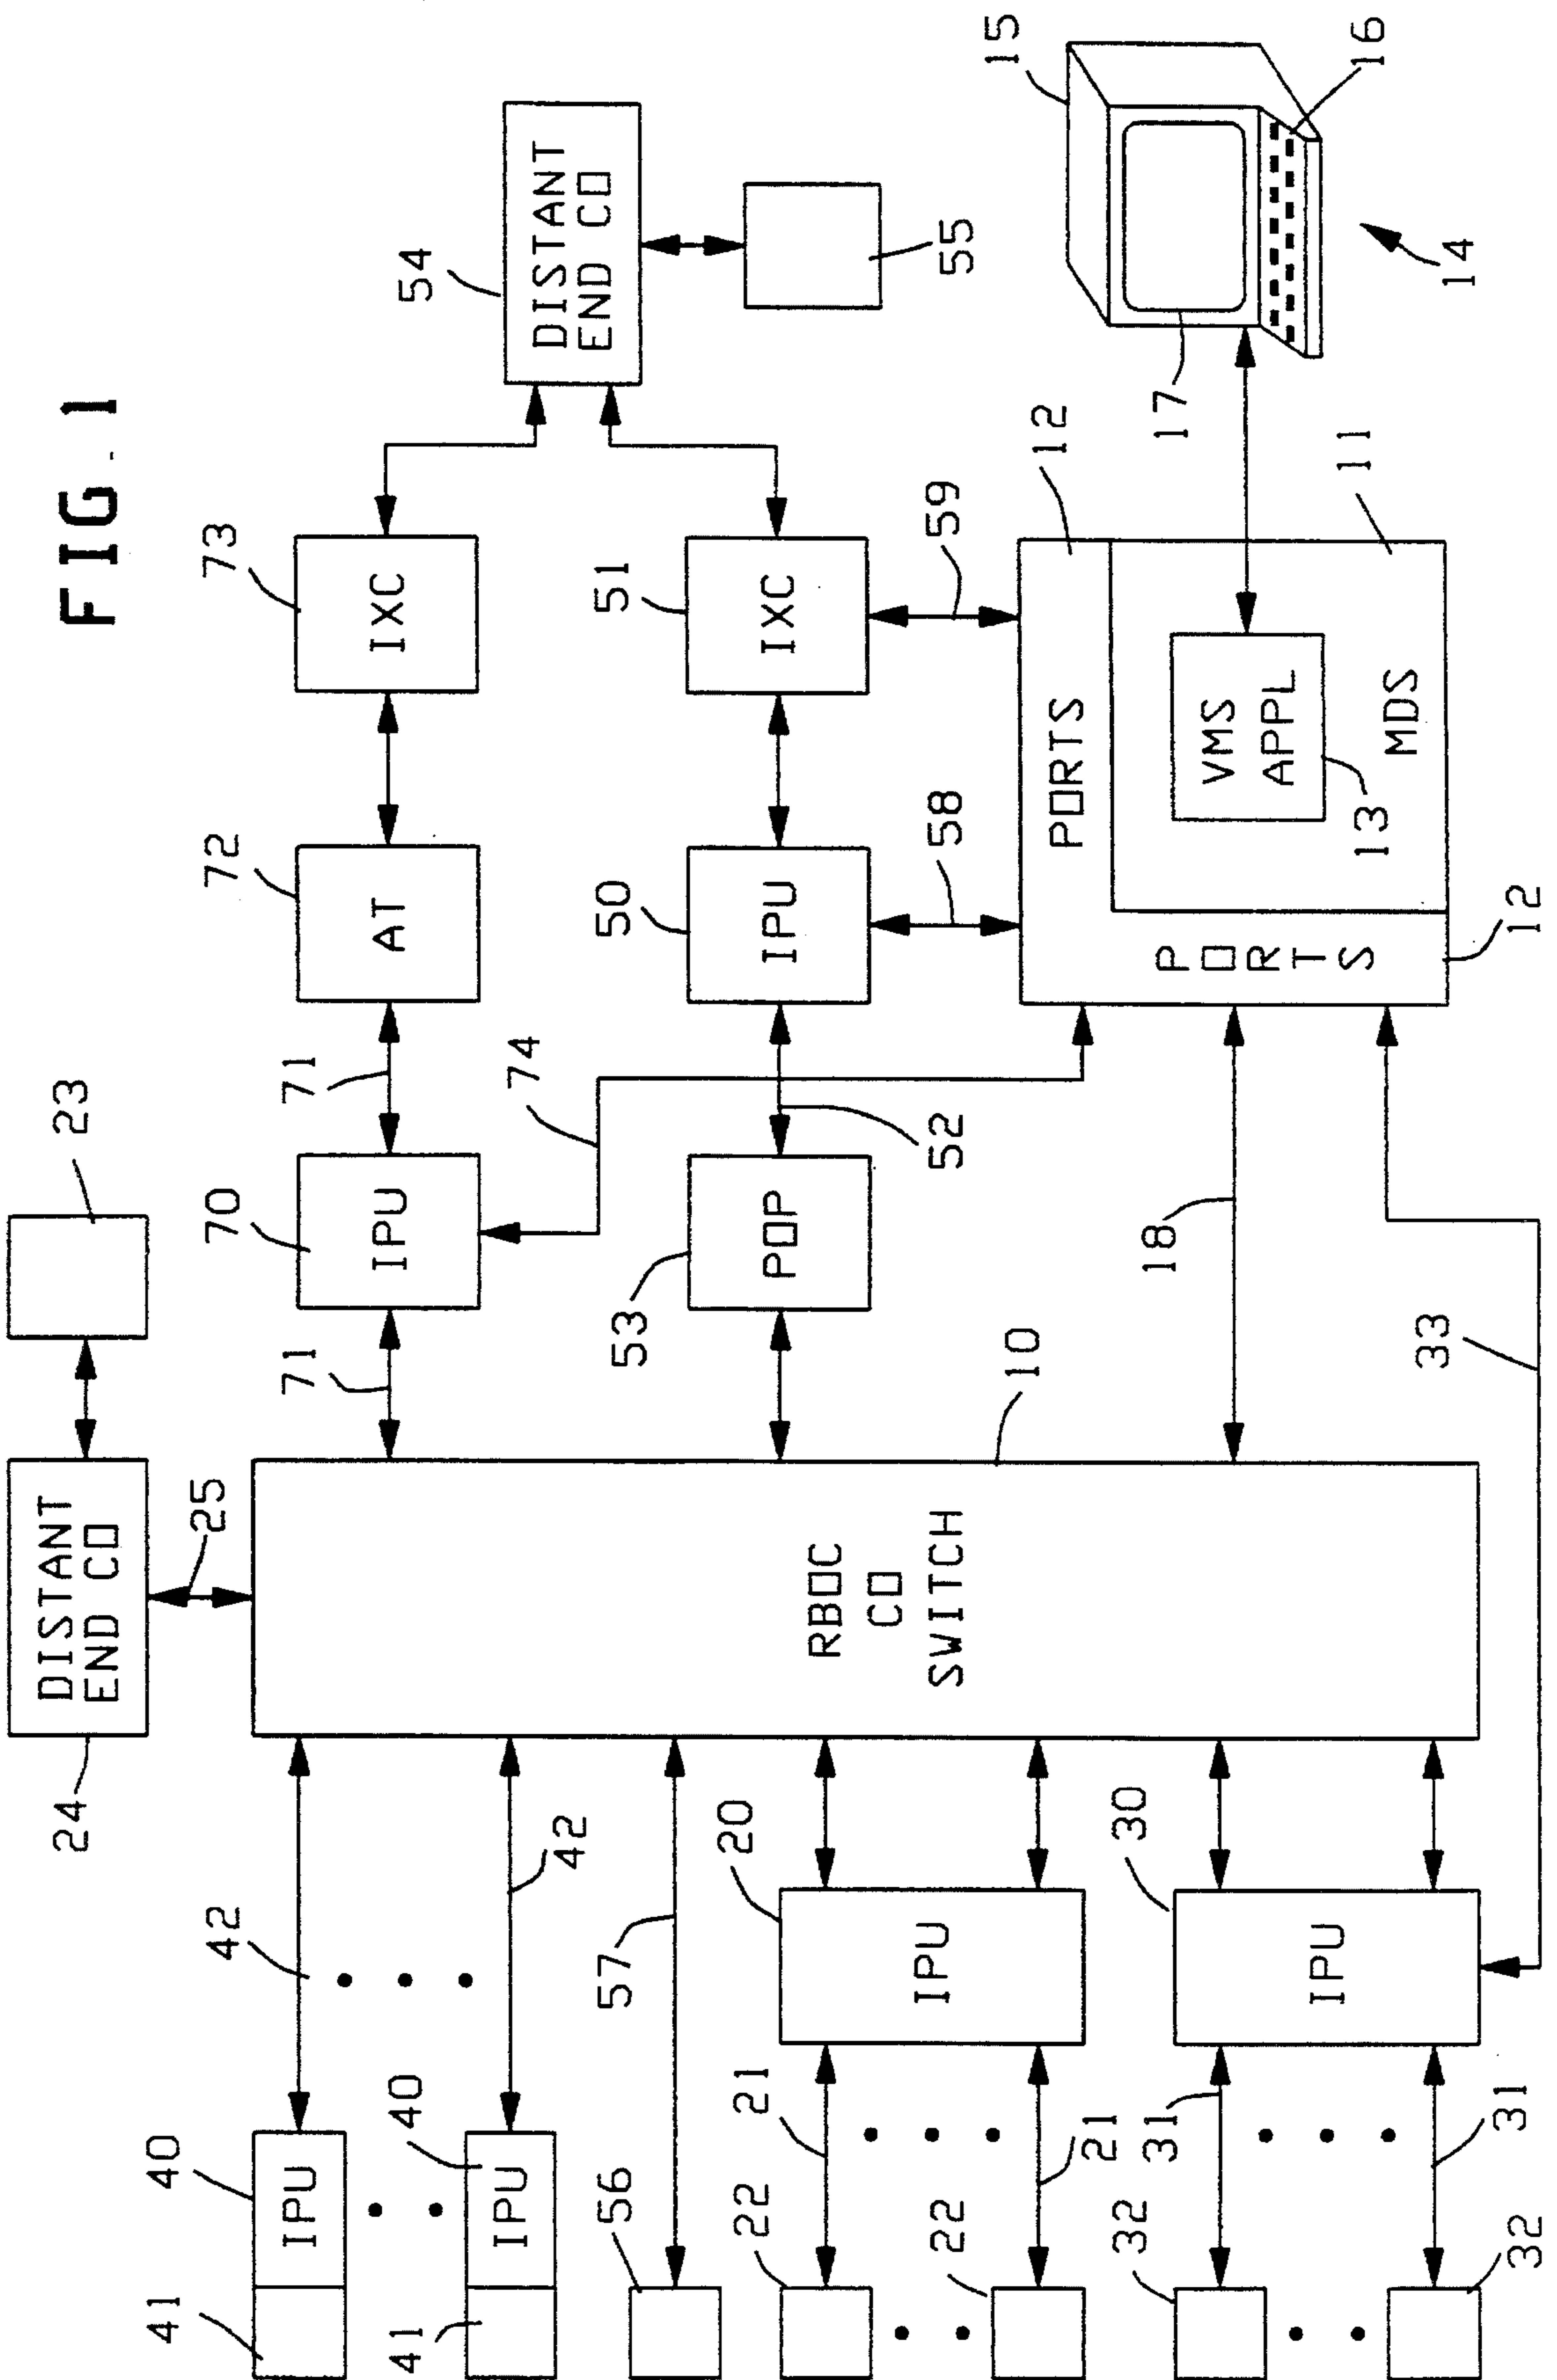 FIG. 1
23
24
DISTANT
END CO
25
42
42
40
IPU
41
40
IPU
41
56
57
71
70
IPU
71
72
AT
73
IXC
74
54
DISTANT
END CO
55
53
POP
52
50
IPU
51
IXC
58
59
10
RBOC
CO
SWITCH
20
IPU
21
21
22
22
30
IPU
31
31
32
32
33
18
12
PORTS
PORTS
12
VMS
APPL
13
MDS
11
14
15
16
17